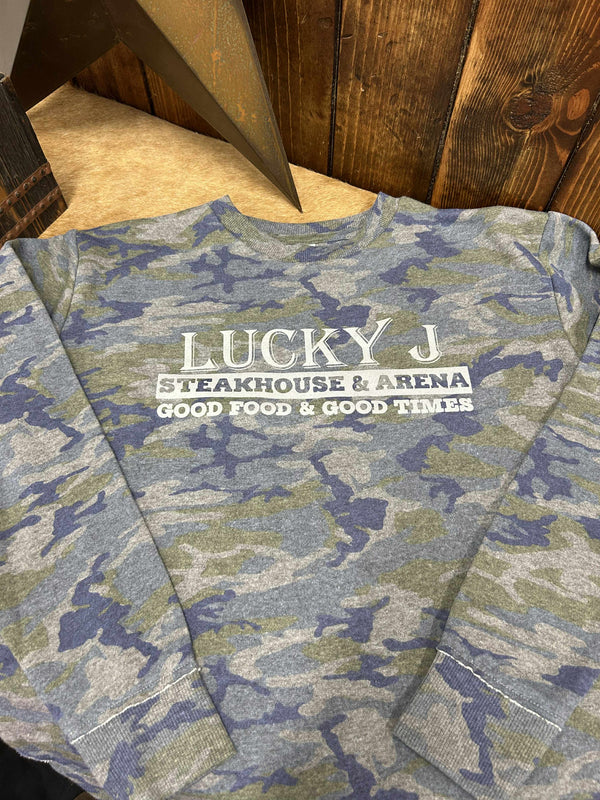 LUCKY J
STEAKHOUSE & ARENA
GOOD FOOD & GOOD TIMES